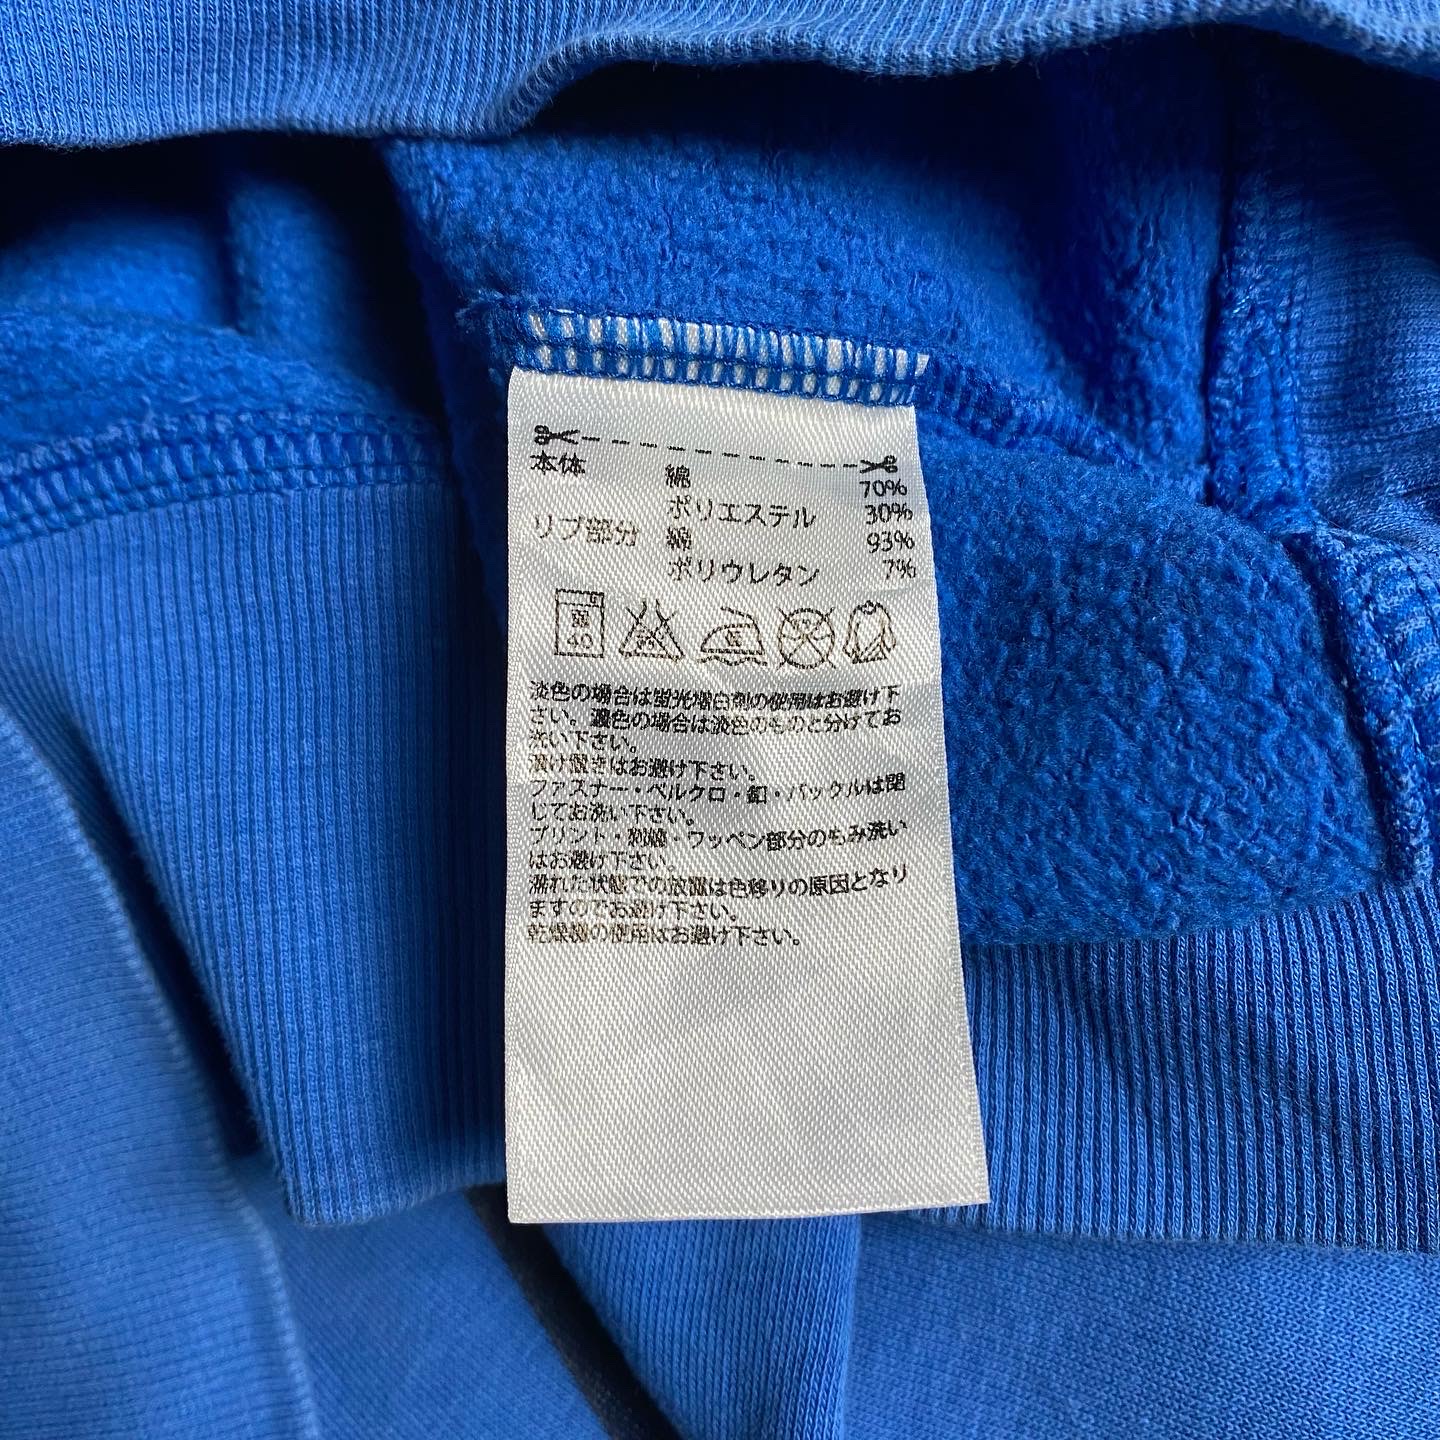 本体 綿 70%
ポリエステル 30%
リブ部分 綿 93%
ポリウレタン 7%
40
淡色の場合は蛍光増白剤の使用はお避け下
さい。濃色の場合は淡色のものと分けてお
洗い下さい。
漬け置きはお避け下さい。
ファスナー・ベルクロ・釦・バックルは閉
じてお洗い下さい。
プリント・刺繍・ワッペン部分のもみ洗い
はお避け下さい。
濡れた状態での放置は色移りの原因となり
ますのでお避け下さい。
乾燥機の使用はお避け下さい。